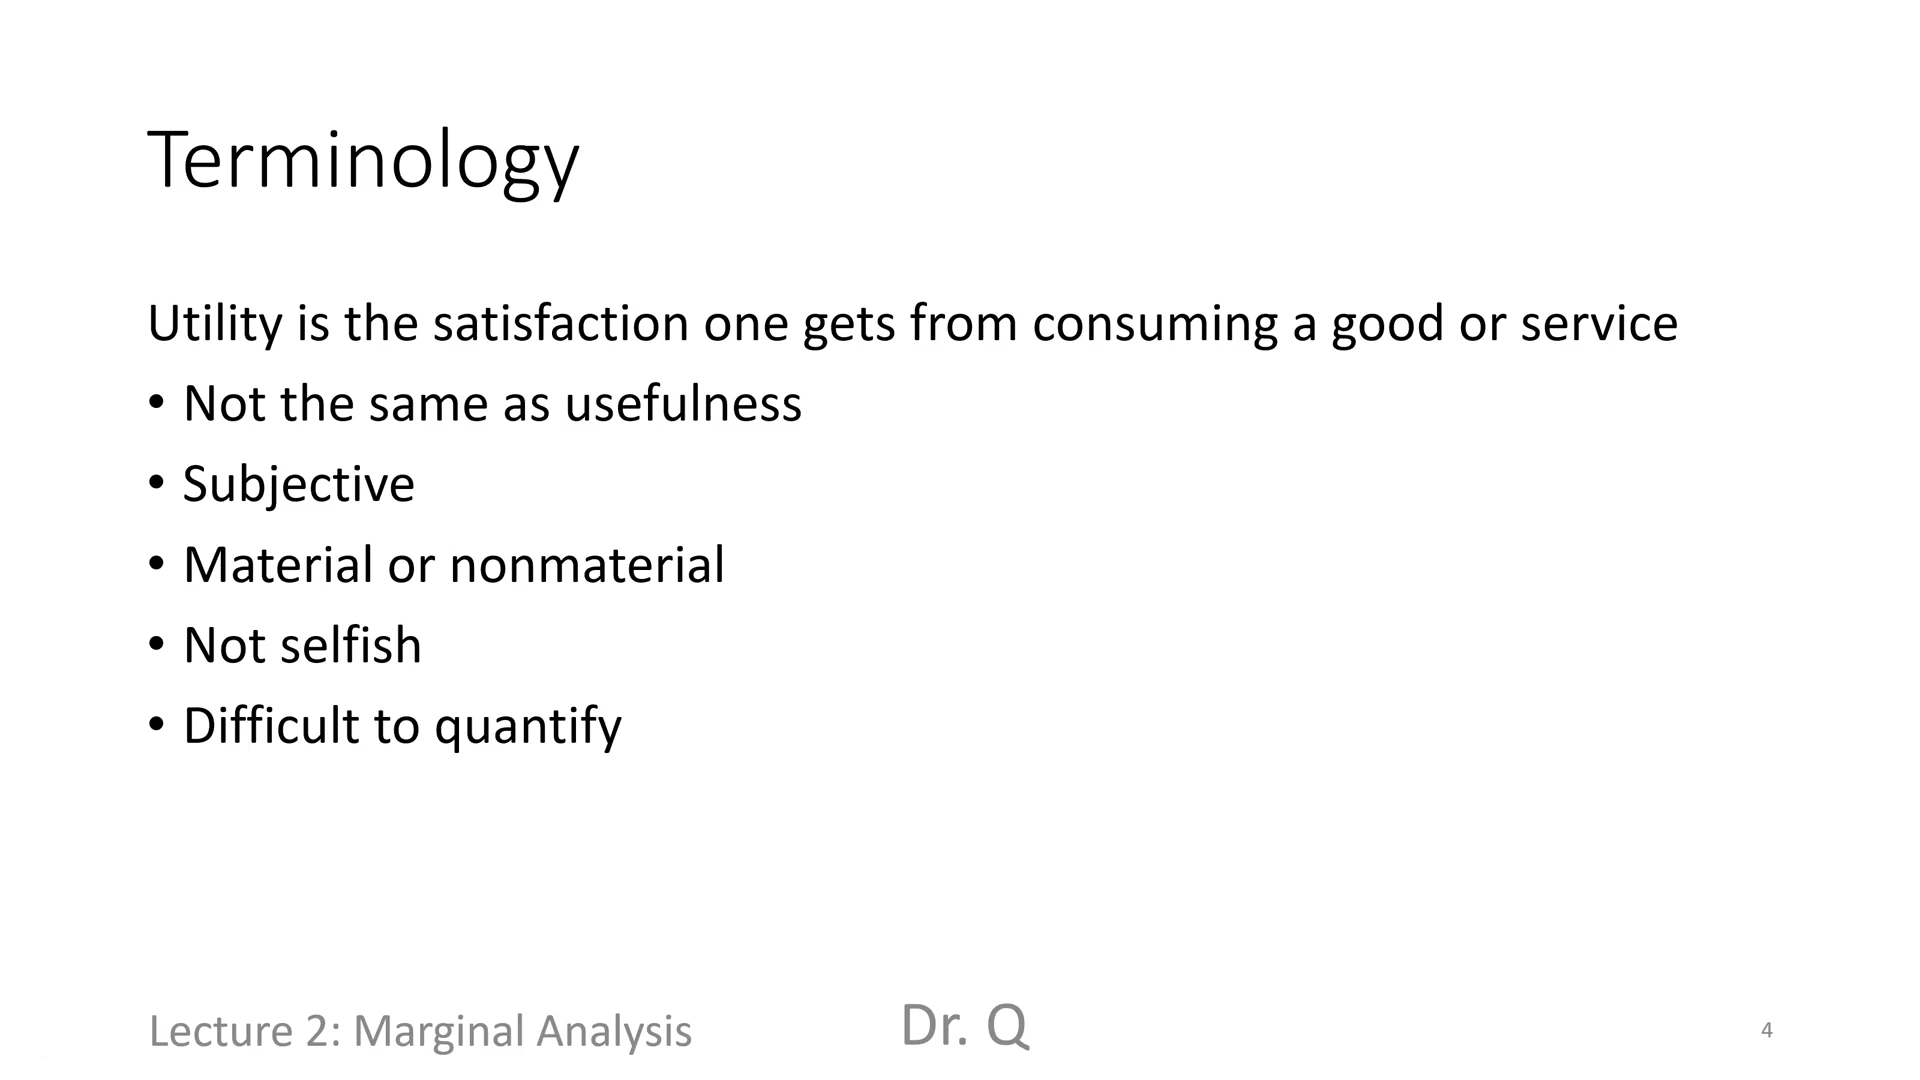 Terminology
Utility is the satisfaction one gets from consuming a good or service
• Not the same as usefulness
• Subjective
• Material or nonmaterial
• Not selfish
• Difficult to quantify
Lecture 2: Marginal Analysis
Dr. Q
4